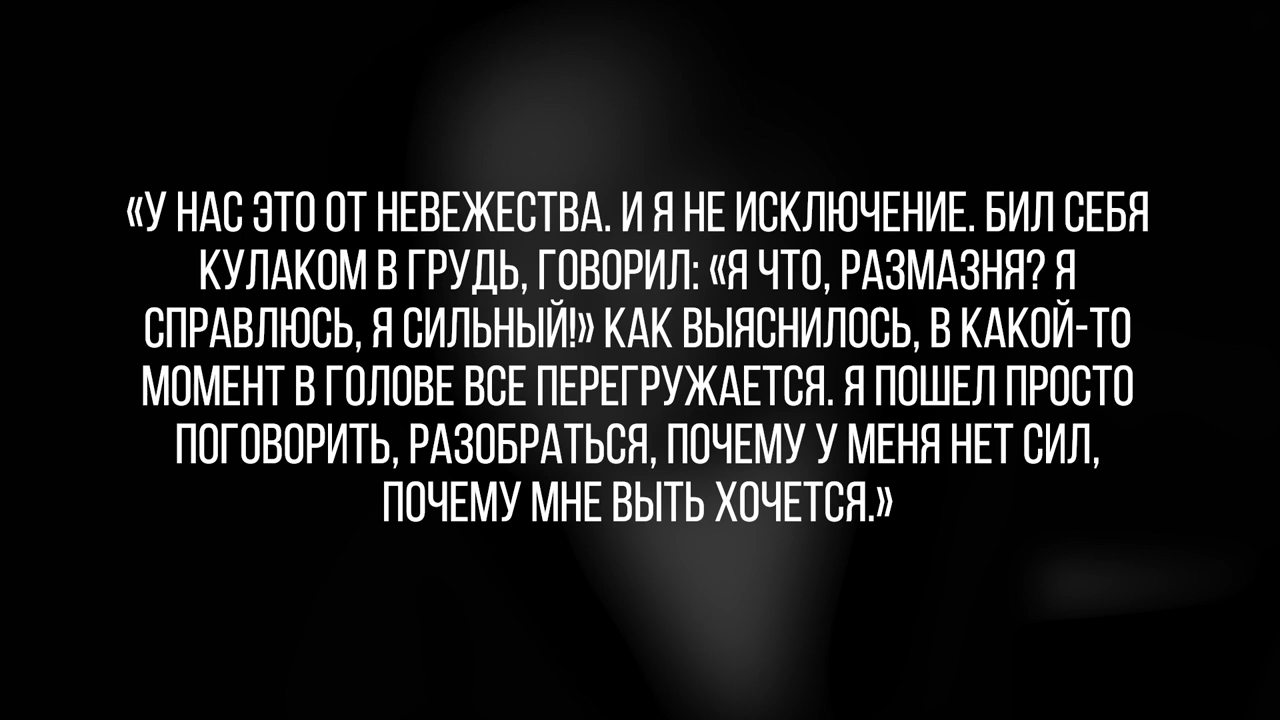 «У НАС ЭТО ОТ НЕВЕЖЕСТВА. И Я НЕ ИСКЛЮЧЕНИЕ. БИЛ СЕБЯ
КУЛАКОМ В ГРУДЬ, ГОВОРИЛ: «Я ЧТО, РАЗМАЗНЯ? Я
СПРАВЛЮСЬ, Я СИЛЬНЫЙ!» КАК ВЫЯСНИЛОСЬ, В КАКОЙ-ТО
МОМЕНТ В ГОЛОВЕ ВСЕ ПЕРЕГРУЖАЕТСЯ. Я ПОШЕЛ ПРОСТО
ПОГОВОРИТЬ, РАЗОБРАТЬСЯ, ПОЧЕМУ У МЕНЯ НЕТ СИЛ,
ПОЧЕМУ МНЕ ВЫТЬ ХОЧЕТСЯ.»